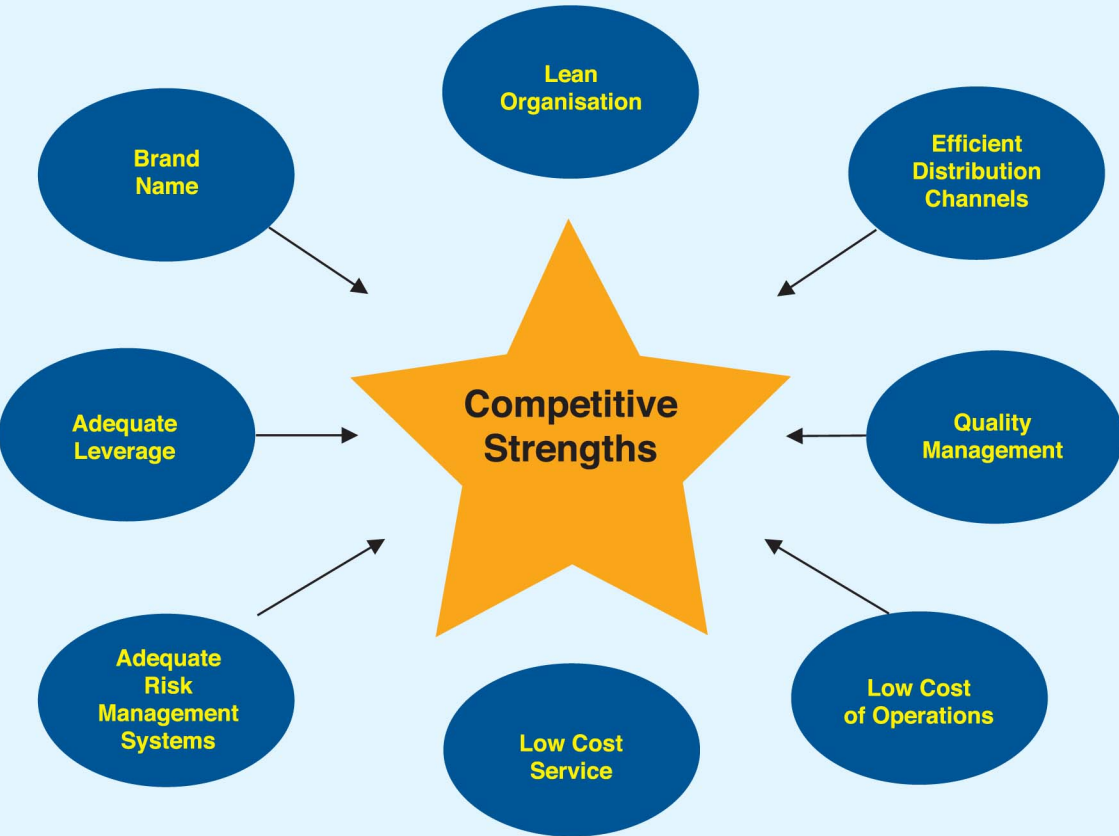 Lean
Organisation
Brand
Name
Efficient
Distribution
Channels
Competitive
Strengths
Adequate
Leverage
Quality
Management
Adequate
Risk
Management
Systems
Low Cost
of Operations
Low Cost
Service